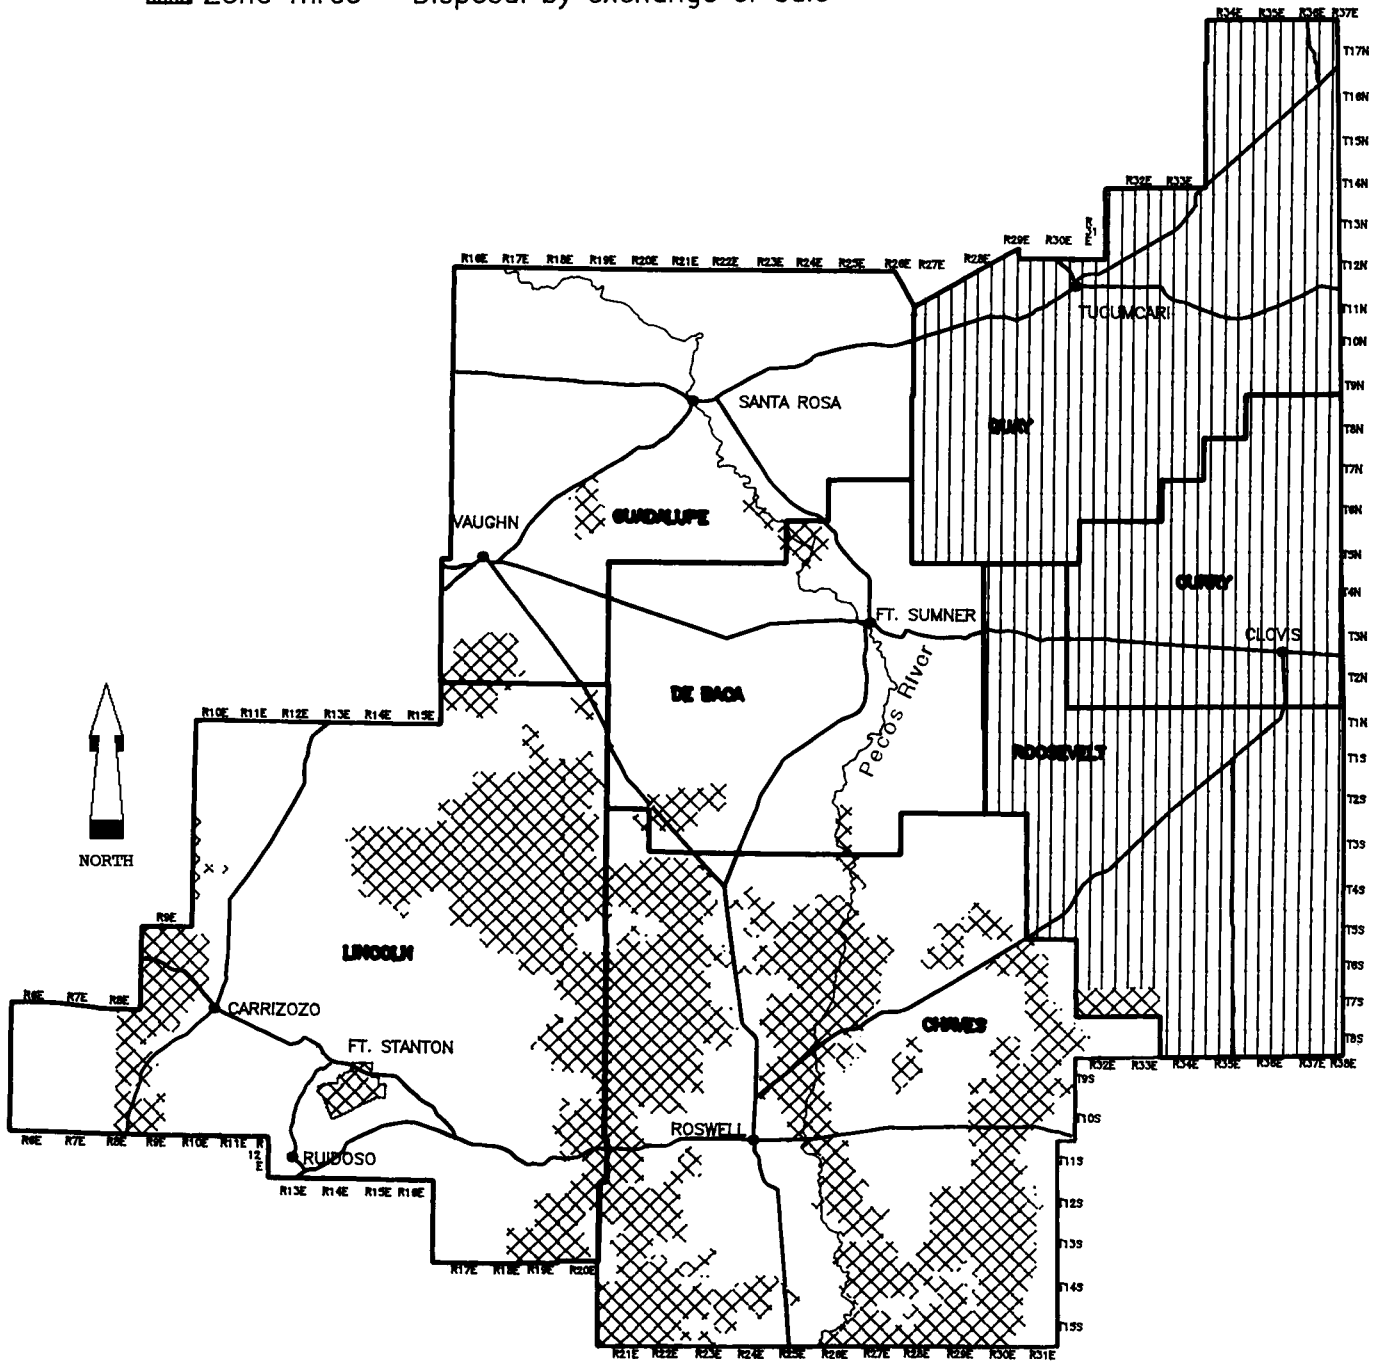 Zone Three - Disposal by exchange or sale
R34E R35E R36E R37E
T17N
T16N
T15N
T14N
R32E R33E
T13N
R31E
R29E R30E
T12N
R16E R17E R18E R19E R20E R21E R22E R23E R24E R25E R26E R27E R28E
T11N
TUCUMCARI
T10N
T9N
SANTA ROSA
QUAY
T8N
T7N
T6N
VAUGHN
GUADALUPE
T5N
CURRY
T4N
FT. SUMNER
CLOVIS
T3N
DE BACA
Pecos River
T2N
R10E R11E R12E R13E R14E R15E
T1N
ROOSEVELT
T1S
T2S
NORTH
T3S
T4S
R9E
T5S
LINCOLN
T6S
R6E R7E R8E
T7S
CARRIZOZO
CHAVES
T8S
FT. STANTON
R32E R33E R34E R35E R36E R37E R38E
T9S
T10S
ROSWELL
R6E R7E R8E R9E R10E R11E R12E
RUIDOSO
T11S
R13E R14E R15E R16E
T12S
T13S
R17E R18E R19E R20E
T14S
T15S
R21E R22E R23E R24E R25E R26E R27E R28E R29E R30E R31E